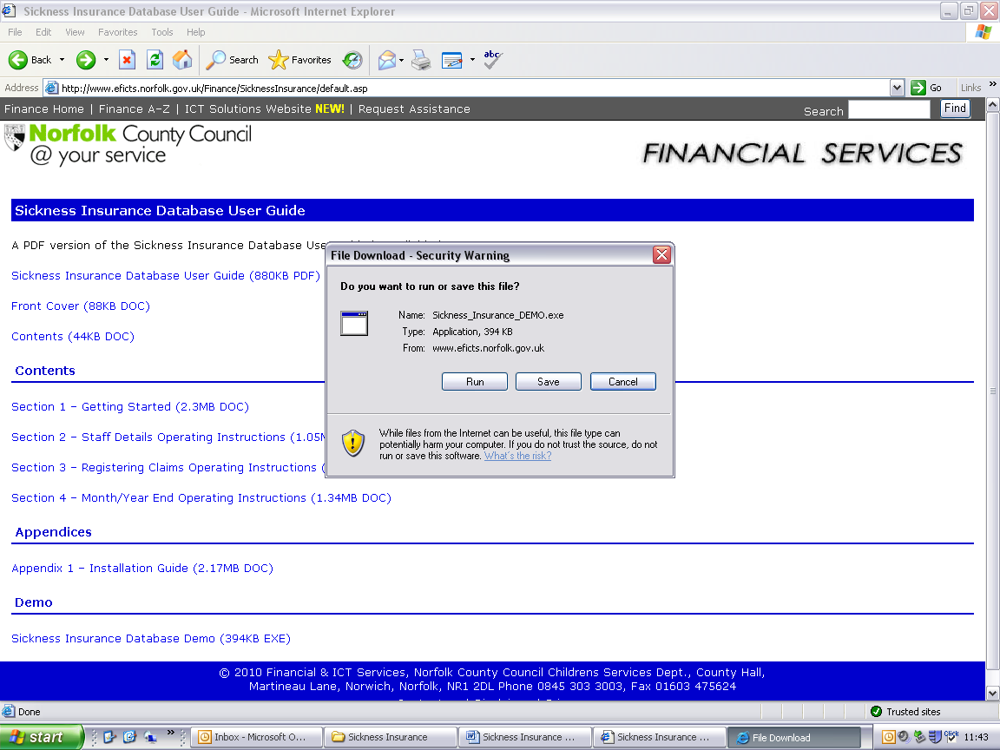 Sickness Insurance Database User Guide - Microsoft Internet Explorer
File Edit View Favorites Tools Help
Back Search Favorites abc
Address http://www.eficts.norfolk.gov.uk/Finance/SicknessInsurance/default.asp Go Links »
Finance Home | Finance A-Z | ICT Solutions Website NEW! | Request Assistance Search Find
Norfolk County Council
@ your service
FINANCIAL SERVICES
Sickness Insurance Database User Guide
A PDF version of the Sickness Insurance Database
Sickness Insurance Database User Guide (880KB PDF)
Front Cover (88KB DOC)
Contents (44KB DOC)
Contents
Section 1 - Getting Started (2.3MB DOC)
Section 2 - Staff Details Operating Instructions (1.05M
Section 3 - Registering Claims Operating Instructions (
Section 4 - Month/Year End Operating Instructions (1.34MB DOC)
Appendices
Appendix 1 - Installation Guide (2.17MB DOC)
Demo
Sickness Insurance Database Demo (394KB EXE)
© 2010 Financial & ICT Services, Norfolk County Council Childrens Services Dept., County Hall,
Martineau Lane, Norwich, Norfolk, NR1 2DL Phone 0845 303 3003, Fax 01603 475624
File Download - Security Warning
Do you want to run or save this file?
Name: Sickness_Insurance_DEMO.exe
Type: Application, 394 KB
From: www.eficts.norfolk.gov.uk
Run Save Cancel
While files from the Internet can be useful, this file type can
potentially harm your computer. If you do not trust the source, do not
run or save this software. What's the risk?
Done Trusted sites
start » Inbox - Microsoft O... Sickness Insurance Sickness Insurance ... Sickness Insurance ... File Download Click 11:43